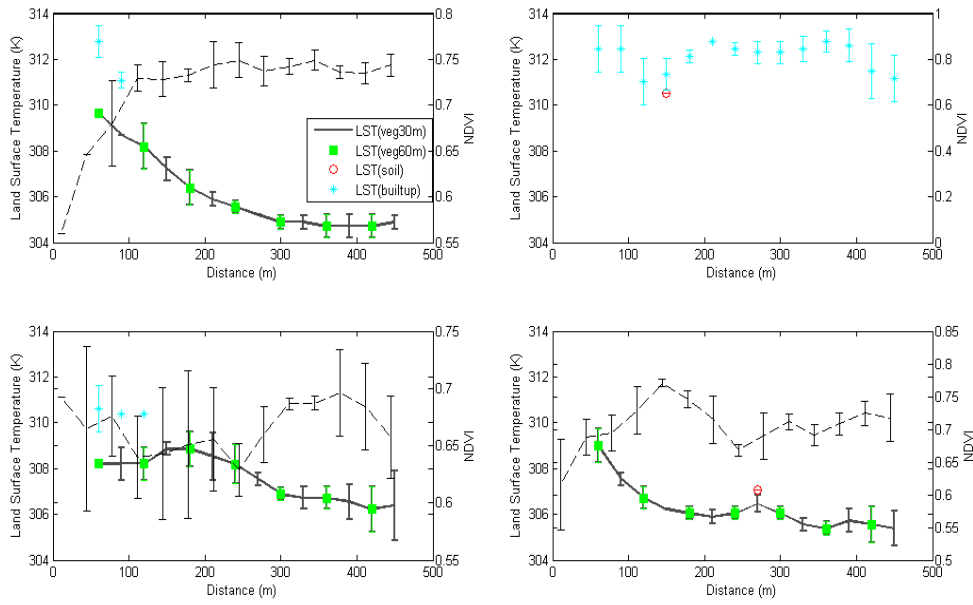 314
312
310
308
306
304
Land Surface Temperature (K)
0.8
0.75
0.7
0.65
0.6
0.55
NDVI
LST(veg30m)
LST(veg60m)
LST(soil)
LST(builtup)
0 100 200 300 400 500
Distance (m)
314
312
310
308
306
304
Land Surface Temperature (K)
1
0.8
0.6
0.4
0.2
0
NDVI
0 100 200 300 400 500
Distance (m)
314
312
310
308
306
304
Land Surface Temperature (K)
0.75
0.7
0.65
0.6
0.55
NDVI
0 100 200 300 400 500
Distance (m)
314
312
310
308
306
304
Land Surface Temperature (K)
0.85
0.8
0.75
0.7
0.65
0.6
0.55
0.5
NDVI
0 100 200 300 400 500
Distance (m)